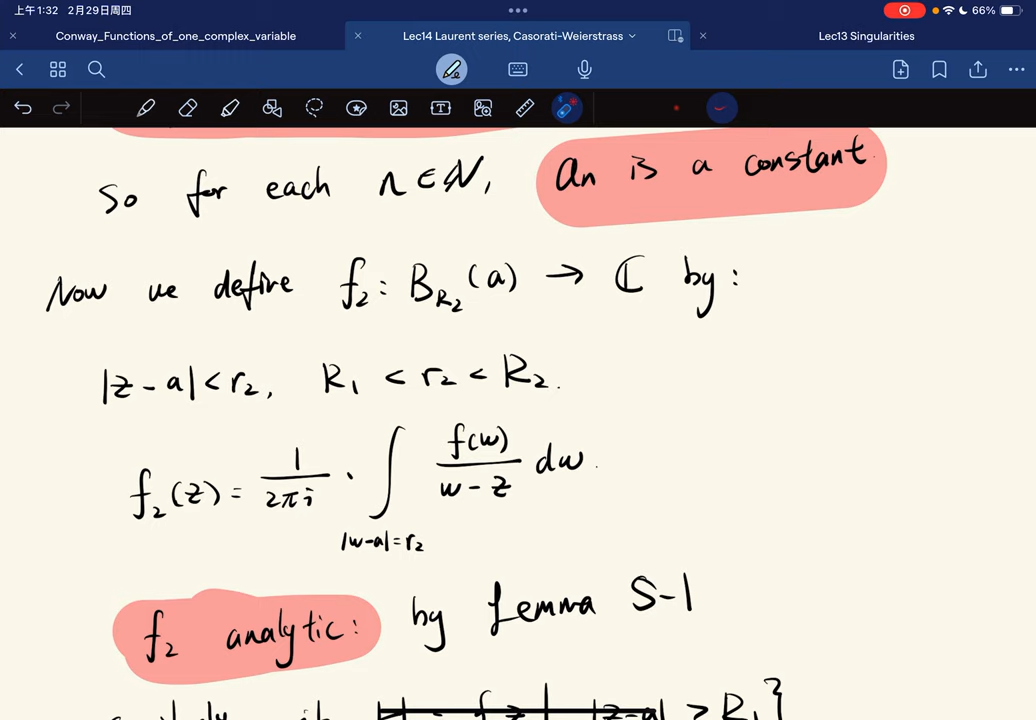 上午1:32 2月29日周四
66%
Conway_Functions_of_one_complex_variable
Lec14 Laurent series, Casorati-Weierstrass
Lec13 Singularities
So for each n ∈ N, an is a constant.
Now we define f₂ : B_R₂(a) → ℂ by :
|z - a| < r₂, R₁ < r₂ < R₂.
f₂(z) = 1/2πi · ∫ f(w)/w - z dw.
|w-a|=r₂
f₂ analytic: by Lemma S-1
> R₁}